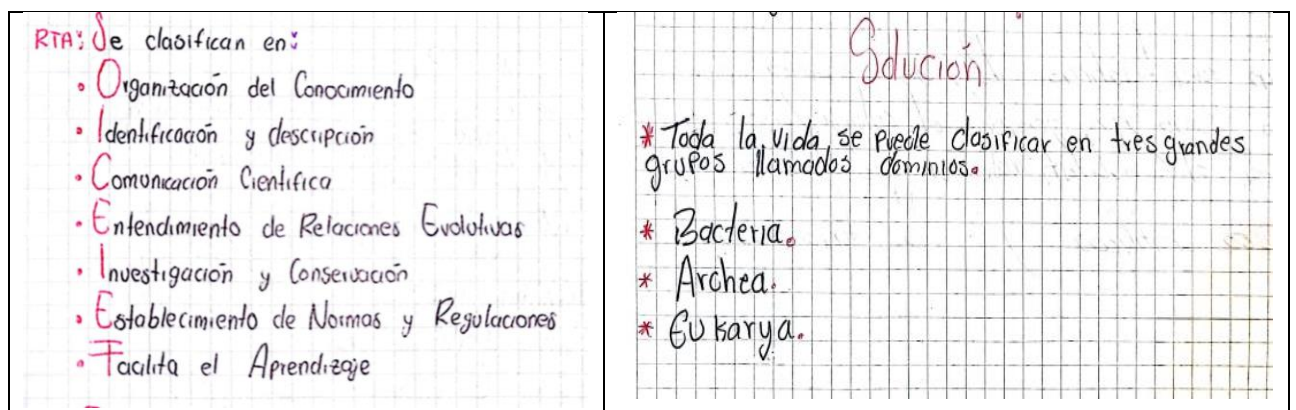 RTA: Se clasifican en:
• Organización del Conocimiento
• Identificación y descripción
• Comunicación Científica
• Entendimiento de Relaciones Evolutivas
• Investigación y Conservación
• Establecimiento de Normas y Regulaciones
• Facilita el Aprendizaje
Solución
* Toda la vida, se puede clasificar en tres grandes
grupos llamados dominios.
* Bacteria.
* Archea.
* Eukarya.